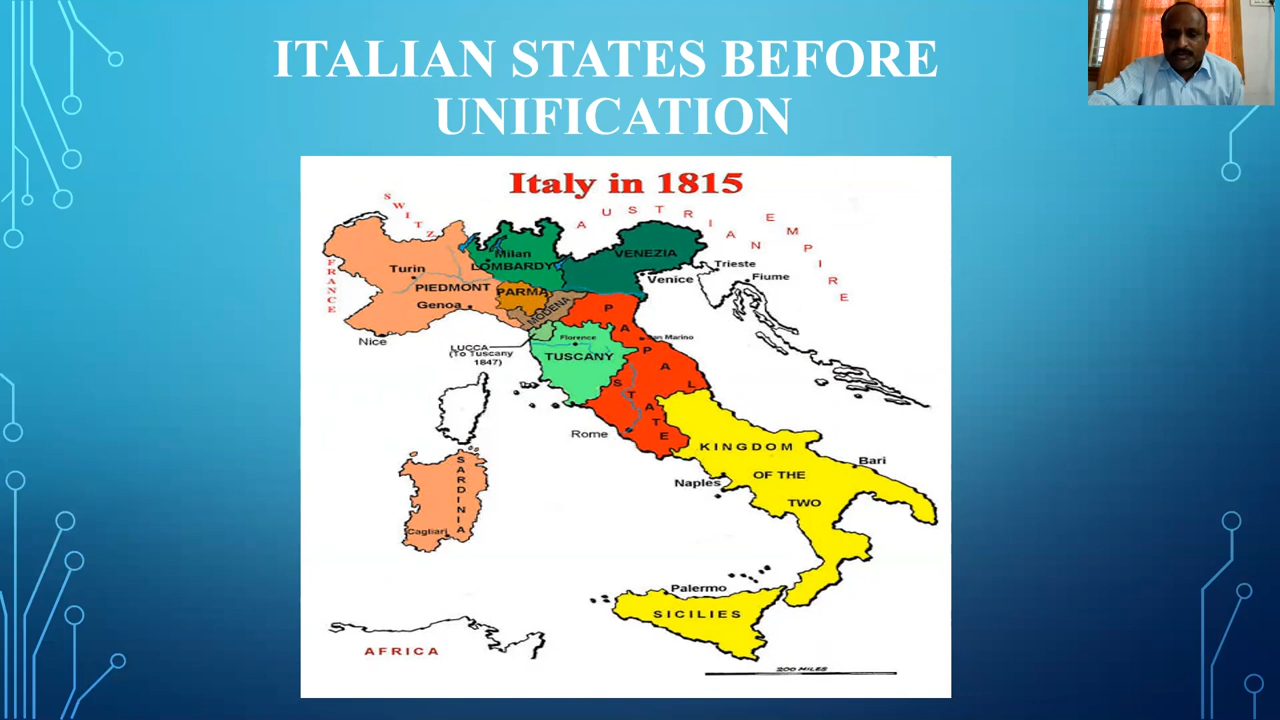 ITALIAN STATES BEFORE
UNIFICATION
Italy in 1815
SWITZ
AUSTRIAN EMPIRE
FRANCE
Milan
LOMBARDY
VENEZIA
Trieste
Venice
Fiume
Turin
PIEDMONT
PARMA
Genoa
MODENA
PAPAL
STATE
Nice
LUCCA
(To Tuscany
1847)
Florence
TUSCANY
San Marino
Rome
KINGDOM
OF THE
TWO
Bari
Naples
SARDINIA
Cagliari
Palermo
SICILIES
AFRICA
200 MILES